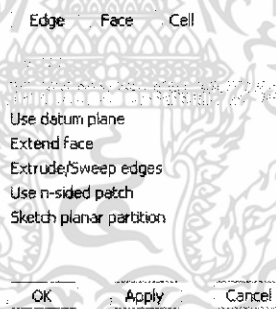 Edge Face Cell
Use datum plane
Extend face
Extrude/Sweep edges
Use n-sided patch
Sketch planar partition
OK Apply Cancel